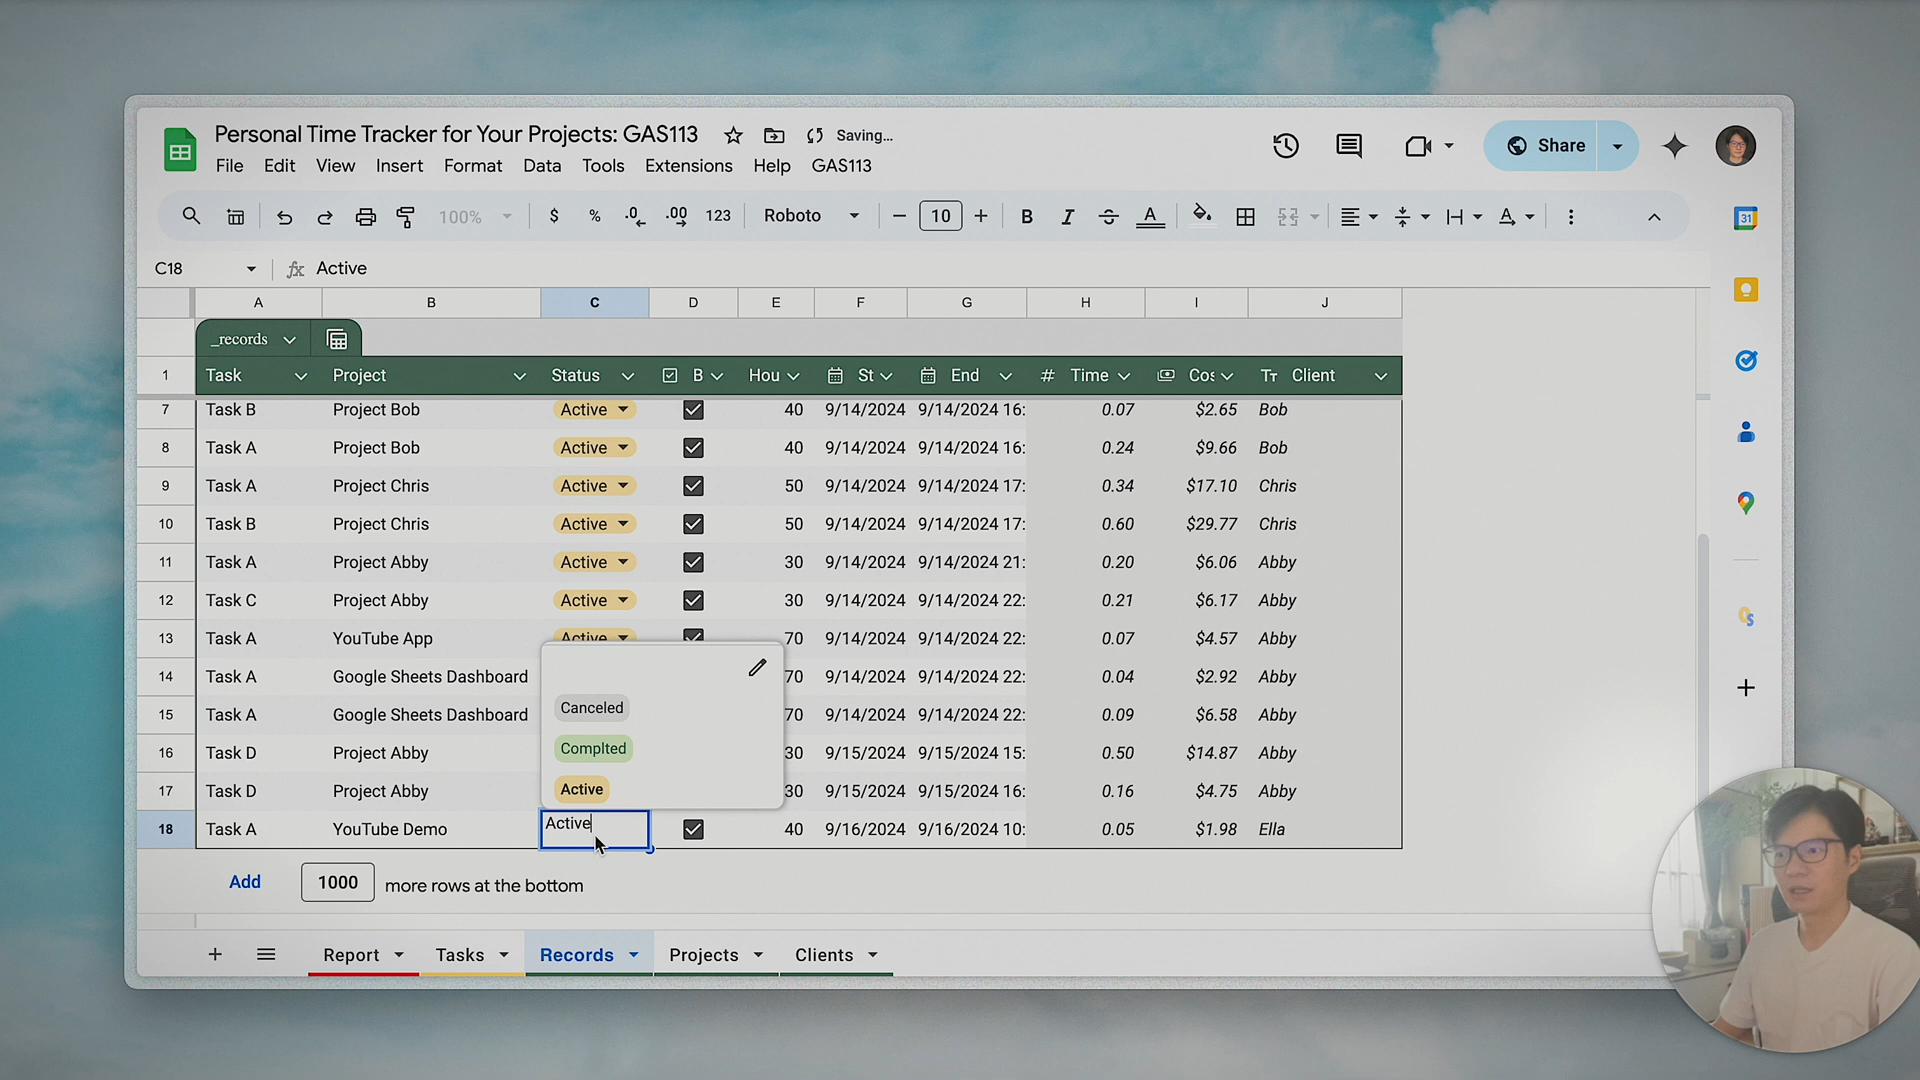 Personal Time Tracker for Your Projects: GAS113 Saving...
File Edit View Insert Format Data Tools Extensions Help GAS113
Share
100% $ % .0 .00 123 Roboto 10 B I A
31
C18 fx Active
A B C D E F G H I J
_records
1 Task Project Status B Hou St End # Time Cos Tт Client
7 Task B Project Bob Active 40 9/14/2024 9/14/2024 16: 0.07 $2.65 Bob
8 Task A Project Bob Active 40 9/14/2024 9/14/2024 16: 0.24 $9.66 Bob
9 Task A Project Chris Active 50 9/14/2024 9/14/2024 17: 0.34 $17.10 Chris
10 Task B Project Chris Active 50 9/14/2024 9/14/2024 17: 0.60 $29.77 Chris
11 Task A Project Abby Active 30 9/14/2024 9/14/2024 21: 0.20 $6.06 Abby
12 Task C Project Abby Active 30 9/14/2024 9/14/2024 22: 0.21 $6.17 Abby
13 Task A YouTube App Active 70 9/14/2024 9/14/2024 22: 0.07 $4.57 Abby
14 Task A Google Sheets Dashboard 70 9/14/2024 9/14/2024 22: 0.04 $2.92 Abby
Canceled
15 Task A Google Sheets Dashboard 70 9/14/2024 9/14/2024 22: 0.09 $6.58 Abby
Complted
16 Task D Project Abby 30 9/15/2024 9/15/2024 15: 0.50 $14.87 Abby
Active
17 Task D Project Abby 30 9/15/2024 9/15/2024 16: 0.16 $4.75 Abby
18 Task A YouTube Demo Active 40 9/16/2024 9/16/2024 10: 0.05 $1.98 Ella
Add 1000 more rows at the bottom
Report Tasks Records Projects Clients